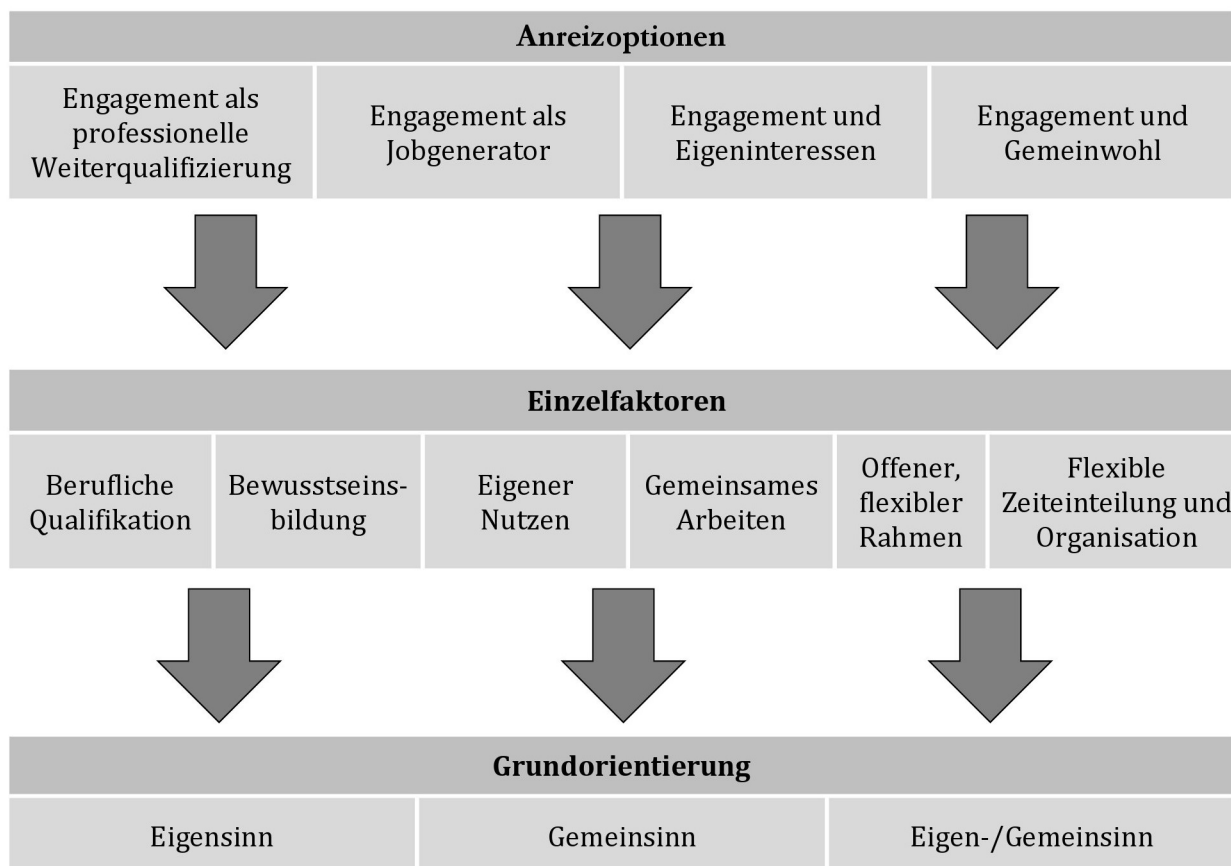 Anreizoptionen
Engagement als
professionelle
Weiterqualifizierung
Engagement als
Jobgenerator
Engagement und
Eigeninteressen
Engagement und
Gemeinwohl
Einzelfaktoren
Berufliche
Qualifikation
Bewusstseins-
bildung
Eigener
Nutzen
Gemeinsames
Arbeiten
Offener,
flexibler
Rahmen
Flexible
Zeiteinteilung und
Organisation
Grundorientierung
Eigensinn
Gemeinsinn
Eigen-/Gemeinsinn